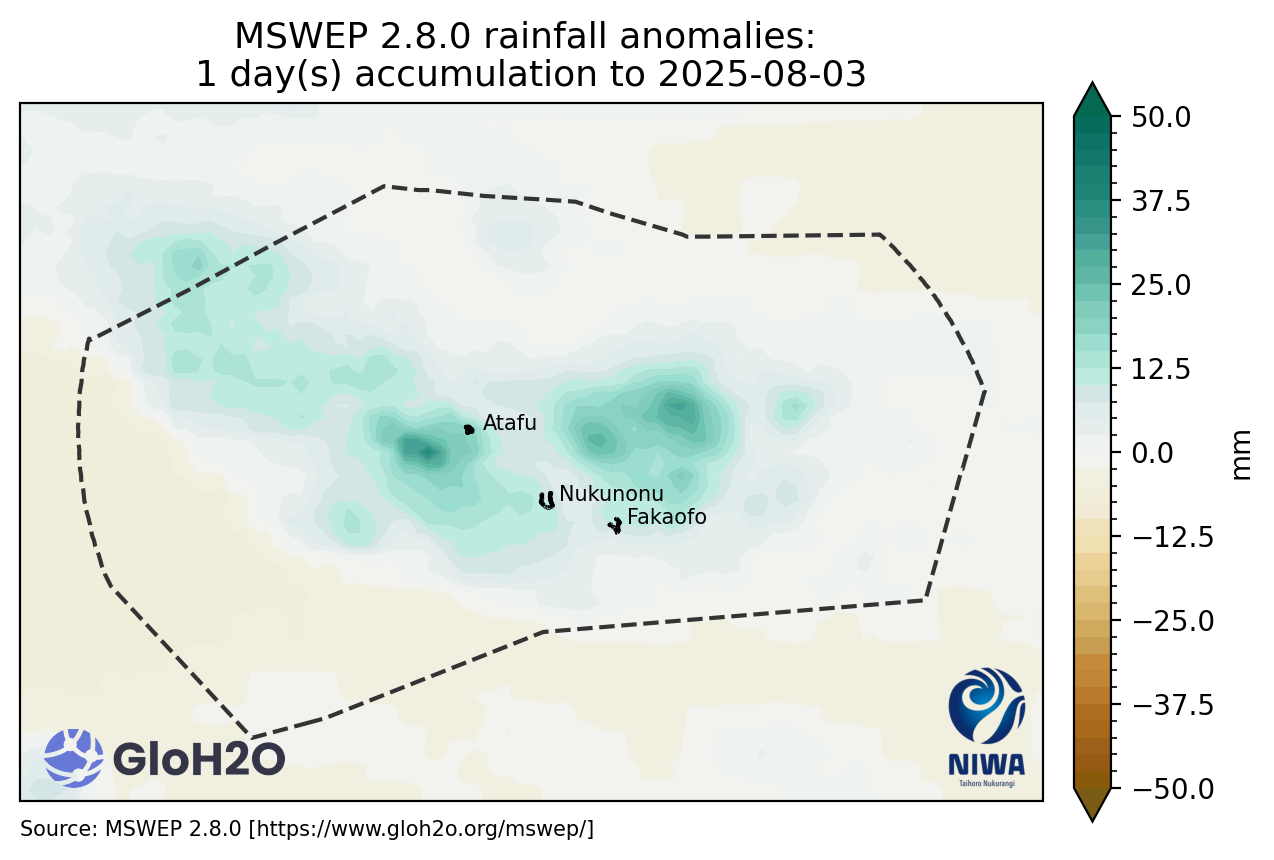 MSWEP 2.8.0 rainfall anomalies:
1 day(s) accumulation to 2025-08-03
50.0
37.5
25.0
12.5
0.0
−12.5
−25.0
−37.5
−50.0
mm
Atafu
Nukunonu
Fakaofo
GloH2O
NIWA
Taihoro Nukurangi
Source: MSWEP 2.8.0 [https://www.gloh2o.org/mswep/]